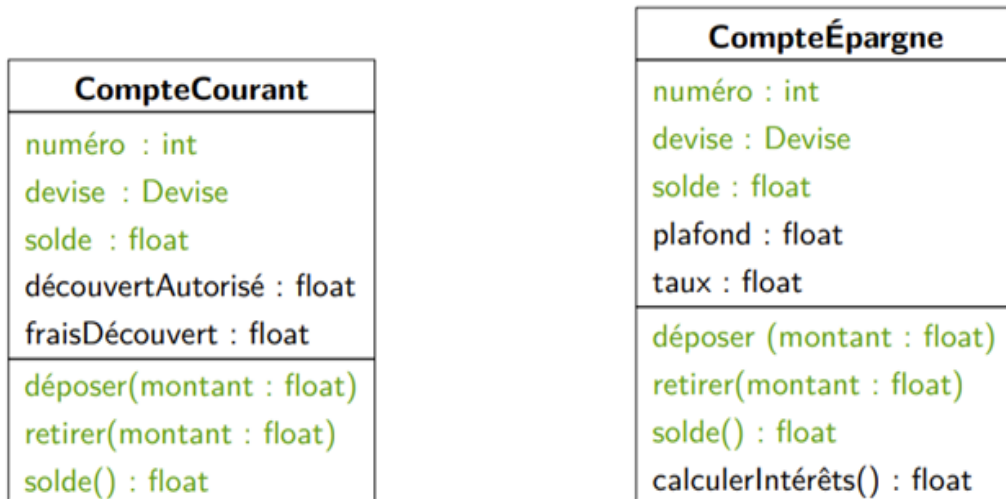 CompteCourant
numéro : int
devise : Devise
solde : float
découvertAutorisé : float
fraisDécouvert : float
déposer(montant : float)
retirer(montant : float)
solde() : float
CompteÉpargne
numéro : int
devise : Devise
solde : float
plafond : float
taux : float
déposer (montant : float)
retirer(montant : float)
solde() : float
calculerIntérêts() : float